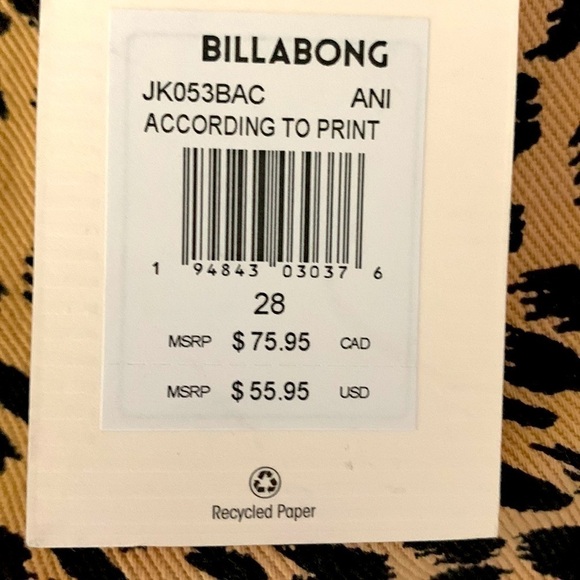 BILLABONG
JK053BAC ANI
ACCORDING TO PRINT
1 94843 03037 6
28
MSRP $75.95 CAD
MSRP $55.95 USD
Recycled Paper